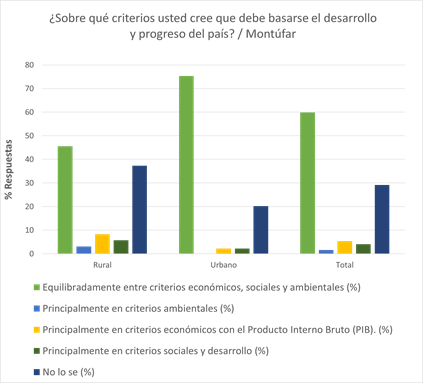 ¿Sobre qué criterios usted cree que debe basarse el desarrollo
y progreso del país? / Montúfar
80
70
60
50
40
30
20
10
0
% Respuestas
Rural
Urbano
Total
Equilibradamente entre criterios económicos, sociales y ambientales (%)
Principalmente en criterios ambientales (%)
Principalmente en criterios económicos con el Producto Interno Bruto (PIB). (%)
Principalmente en criterios sociales y desarrollo (%)
No lo se (%)